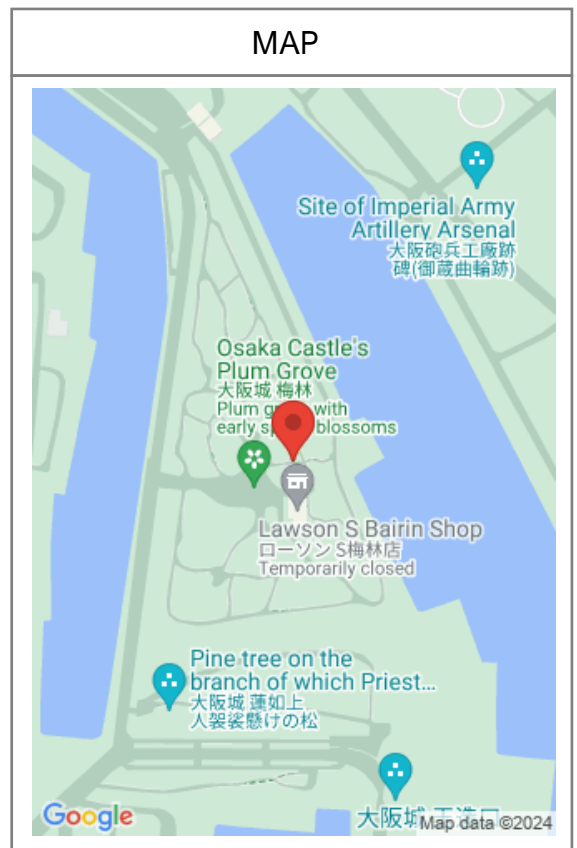 MAP
Site of Imperial Army
Artillery Arsenal
大阪砲兵工廠跡
碑(御蔵曲輪跡)
Osaka Castle's
Plum Grove
大阪城 梅林
Plum with
early blossoms
Lawson S Bairin Shop
ローソン S梅林店
Temporarily closed
Pine tree on the
branch of which Priest...
大阪城 蓮如上
人袈裟懸けの松
大阪城
Google
Map data ©2024